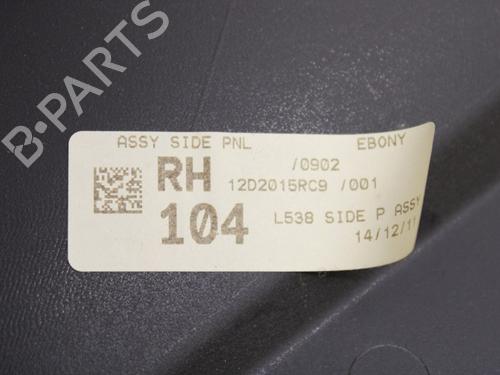 B-PARTS
ASSY SIDE PNL EBONY
/0902
RH 12D2015RC9 /001
104 L538 SIDE P ASSY
14/12/11